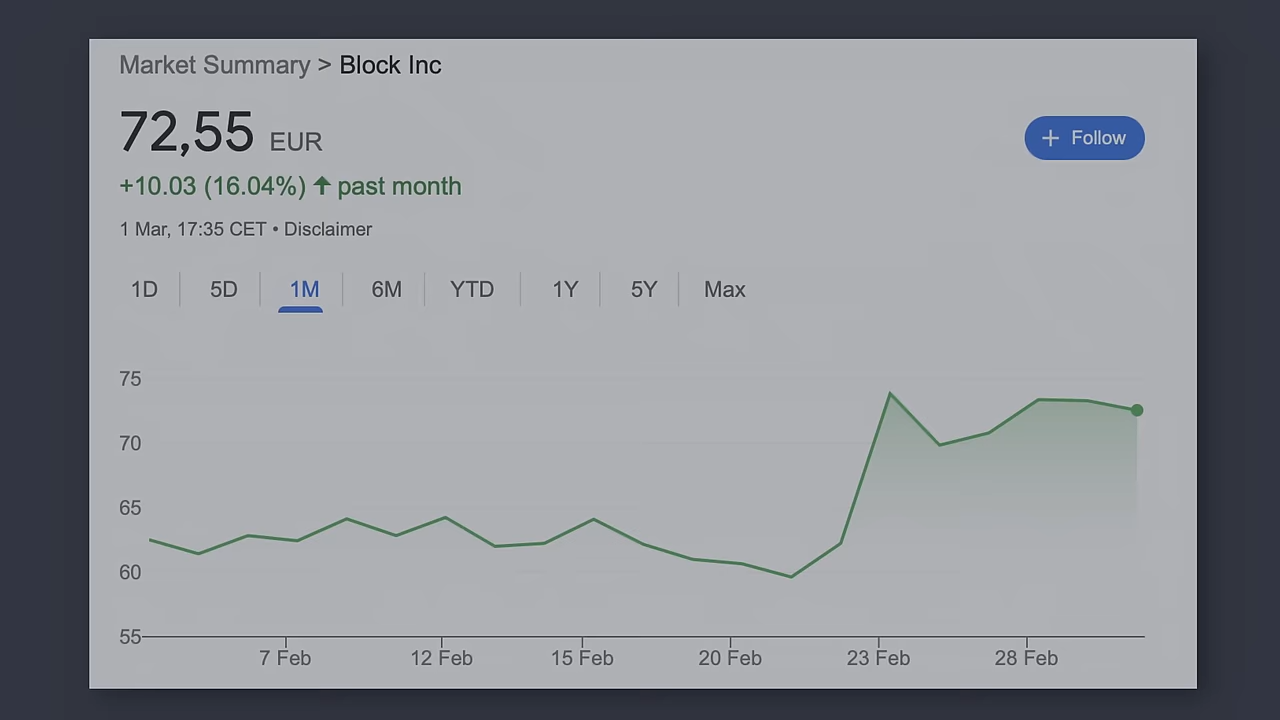 Market Summary > Block Inc
72,55 EUR
+ Follow
+10.03 (16.04%) ↑ past month
1 Mar, 17:35 CET • Disclaimer
1D 5D 1M 6M YTD 1Y 5Y Max
75
70
65
60
55
7 Feb 12 Feb 15 Feb 20 Feb 23 Feb 28 Feb